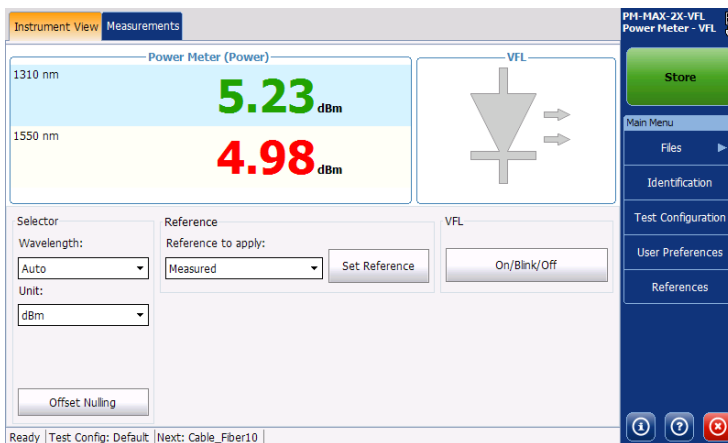 Instrument View
Measurements
PM-MAX-2X-VFL
Power Meter - VFL
Power Meter (Power)
VFL
1310 nm
5.23 dBm
1550 nm
4.98 dBm
Store
Main Menu
Files
Identification
Test Configuration
User Preferences
References
Selector
Wavelength:
Auto
Unit:
dBm
Offset Nulling
Reference
Reference to apply:
Measured
Set Reference
VFL
On/Blink/Off
Ready
Test Config: Default
Next: Cable_Fiber10